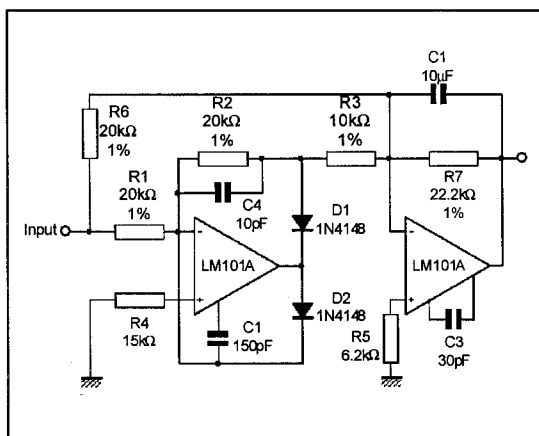 C1
10µF
R6
20kΩ
1%
R2
20kΩ
1%
R3
10kΩ
1%
R1
20kΩ
1%
C4
10pF
R7
22.2kΩ
1%
Input
D1
1N4148
-
LM101A
+
-
LM101A
+
D2
1N4148
R4
15kΩ
C1
150pF
R5
6.2kΩ
C3
30pF